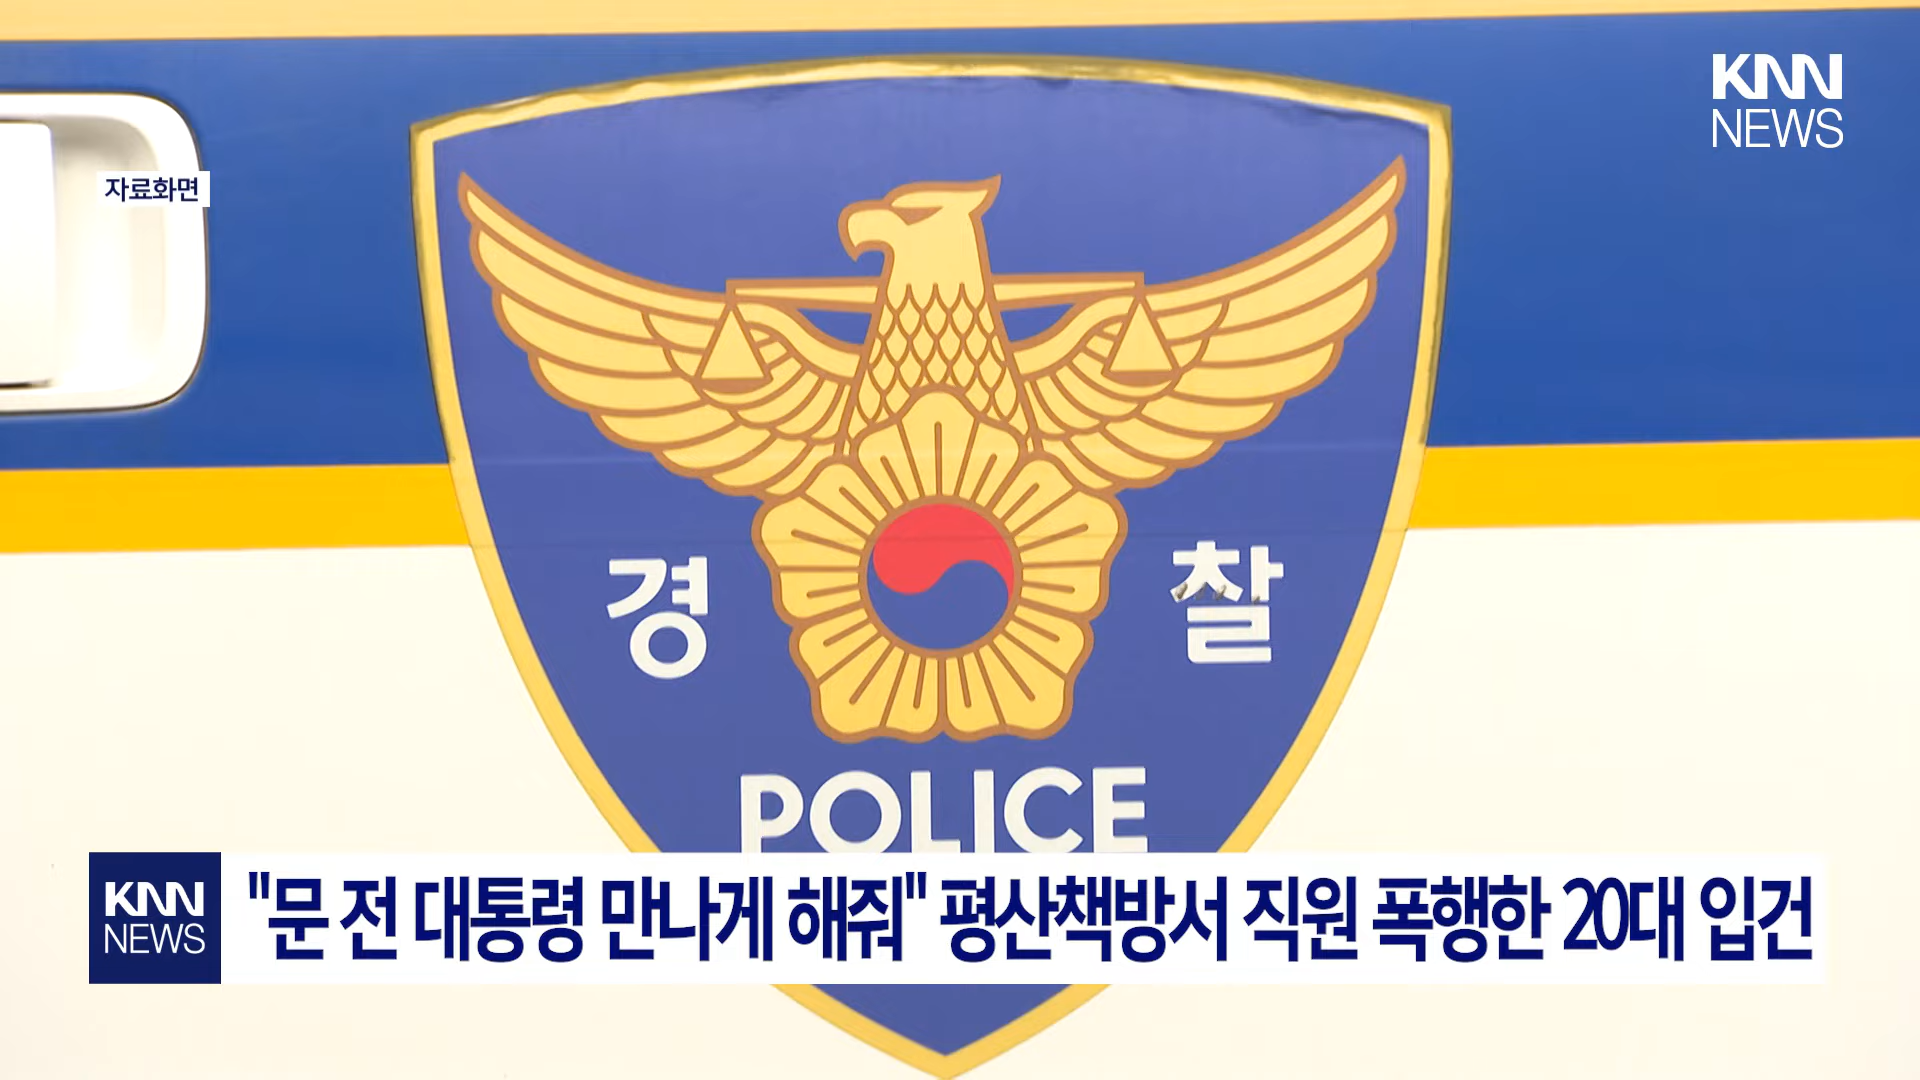 KNN
NEWS
자료화면
경 찰
POLICE
KNN
NEWS
"문 전 대통령 만나게 해줘" 평산책방서 직원 폭행한 20대 입건